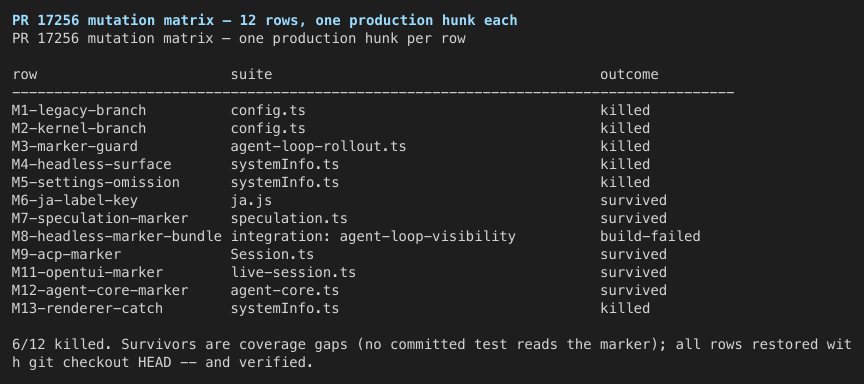 PR 17256 mutation matrix — 12 rows, one production hunk each
PR 17256 mutation matrix — one production hunk per row
row suite outcome
--------------------------------------------------------------------------------------
M1-legacy-branch config.ts killed
M2-kernel-branch config.ts killed
M3-marker-guard agent-loop-rollout.ts killed
M4-headless-surface systemInfo.ts killed
M5-settings-omission systemInfo.ts killed
M6-ja-label-key ja.js survived
M7-speculation-marker speculation.ts survived
M8-headless-marker-bundle integration: agent-loop-visibility build-failed
M9-acp-marker Session.ts survived
M11-opentui-marker live-session.ts survived
M12-agent-core-marker agent-core.ts survived
M13-renderer-catch systemInfo.ts killed
6/12 killed. Survivors are coverage gaps (no committed test reads the marker); all rows restored wit
h git checkout HEAD -- and verified.